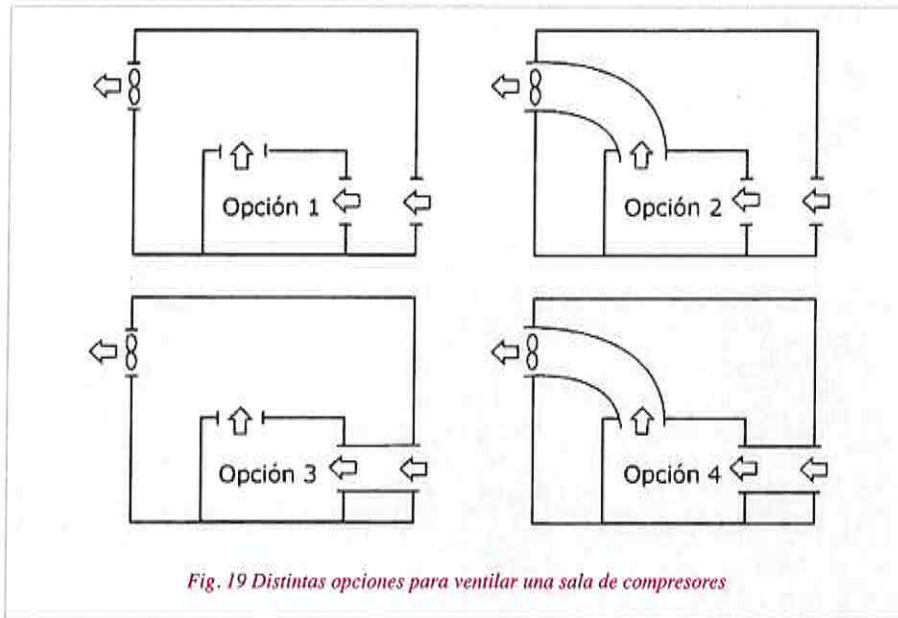 Opción 1
Opción 2
Opción 3
Opción 4
Fig. 19 Distintas opciones para ventilar una sala de compresores